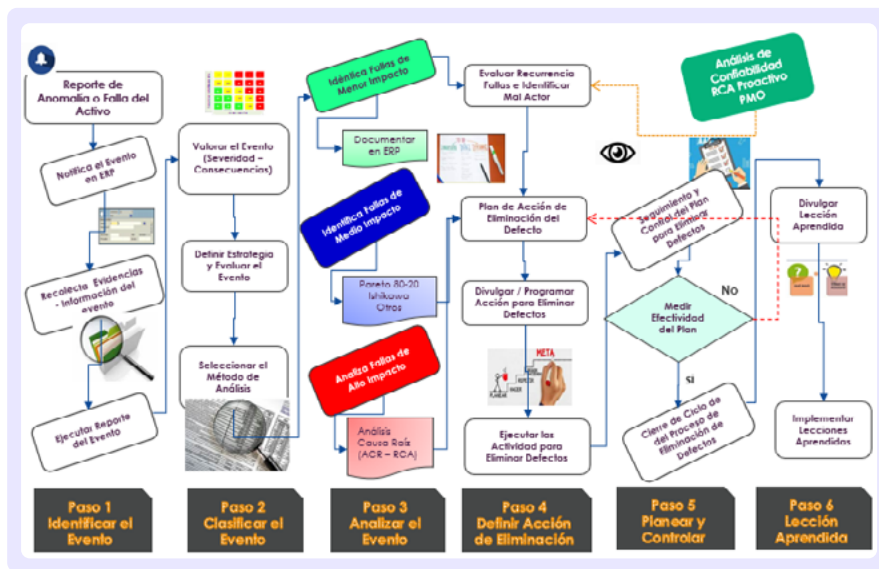 Reporte de
Anomalía o Falla del
Activo
Notifica el Evento
en ERP
Recolecta Evidencias
- Información del
evento
Ejecutar Reporte
del Evento
Valorar el Evento
(Severidad –
Consecuencias)
Definir Estrategia
y Evaluar el
Evento
Seleccionar el
Método de
Análisis
Identifica Fallas de
Menor Impacto
Documentar
en ERP
Identifica Fallas de
Medio Impacto
Pareto 80-20
Ishikawa
Otros
Analiza Fallas de
Alto Impacto
Análisis
Causa Raís
(ACR – RCA)
Evaluar Recurrencia
Fallas e Identificar
Mal Actor
Plan de Acción de
Eliminación del
Defecto
Divulgar / Programar
Acción para Eliminar
Defectos
META
PLANEAR
HACER
Ejecutar las
Actividad para
Eliminar Defectos
Análisis de
Confiabilidad
RCA Proactivo
PMO
Seguimiento y
Control del Plan
para Eliminar
Defectos
Medir
Efectividad
del Plan
No
si
Cierre de Ciclo de
del Proceso de
Eliminación de
Defectos
Divulgar
Lección
Aprendida
Implementar
Lecciones
Aprendidas
Paso 1
Identificar el
Evento
Paso 2
Clasificar el
Evento
Paso 3
Analizar el
Evento
Paso 4
Definir Acción
de Eliminación
Paso 5
Planear y
Controlar
Paso 6
Lección
Aprendida